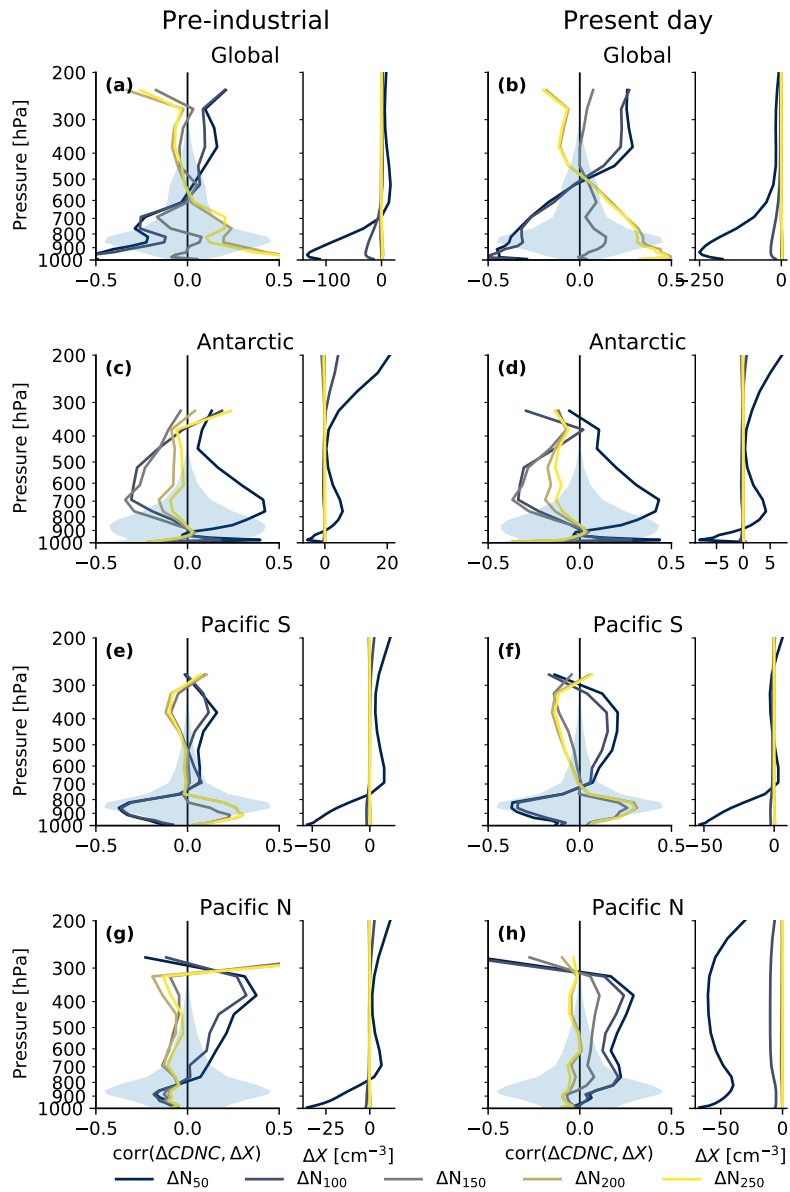 Pre-industrial Present day
Global Global
(a) (b)
200
300
400
500
600
700
800
900
1000
Pressure [hPa]
−0.5 0.0 0.5 −100 0 −0.5 0.0 0.5 −250 0
Antarctic Antarctic
(c) (d)
200
300
400
500
600
700
800
900
1000
Pressure [hPa]
−0.5 0.0 0.5 0 20 −0.5 0.0 0.5 −5 0 5
Pacific S Pacific S
(e) (f)
200
300
400
500
600
700
800
900
1000
Pressure [hPa]
−0.5 0.0 0.5 −50 0 −0.5 0.0 0.5 −50 0
Pacific N Pacific N
(g) (h)
200
300
400
500
600
700
800
900
1000
Pressure [hPa]
−0.5 0.0 0.5 −25 0 −0.5 0.0 0.5 −50 0
corr(ΔCDNC, ΔX) ΔX [cm⁻³] corr(ΔCDNC, ΔX) ΔX [cm⁻³]
ΔN₅₀ ΔN₁₀₀ ΔN₁₅₀ ΔN₂₀₀ ΔN₂₅₀